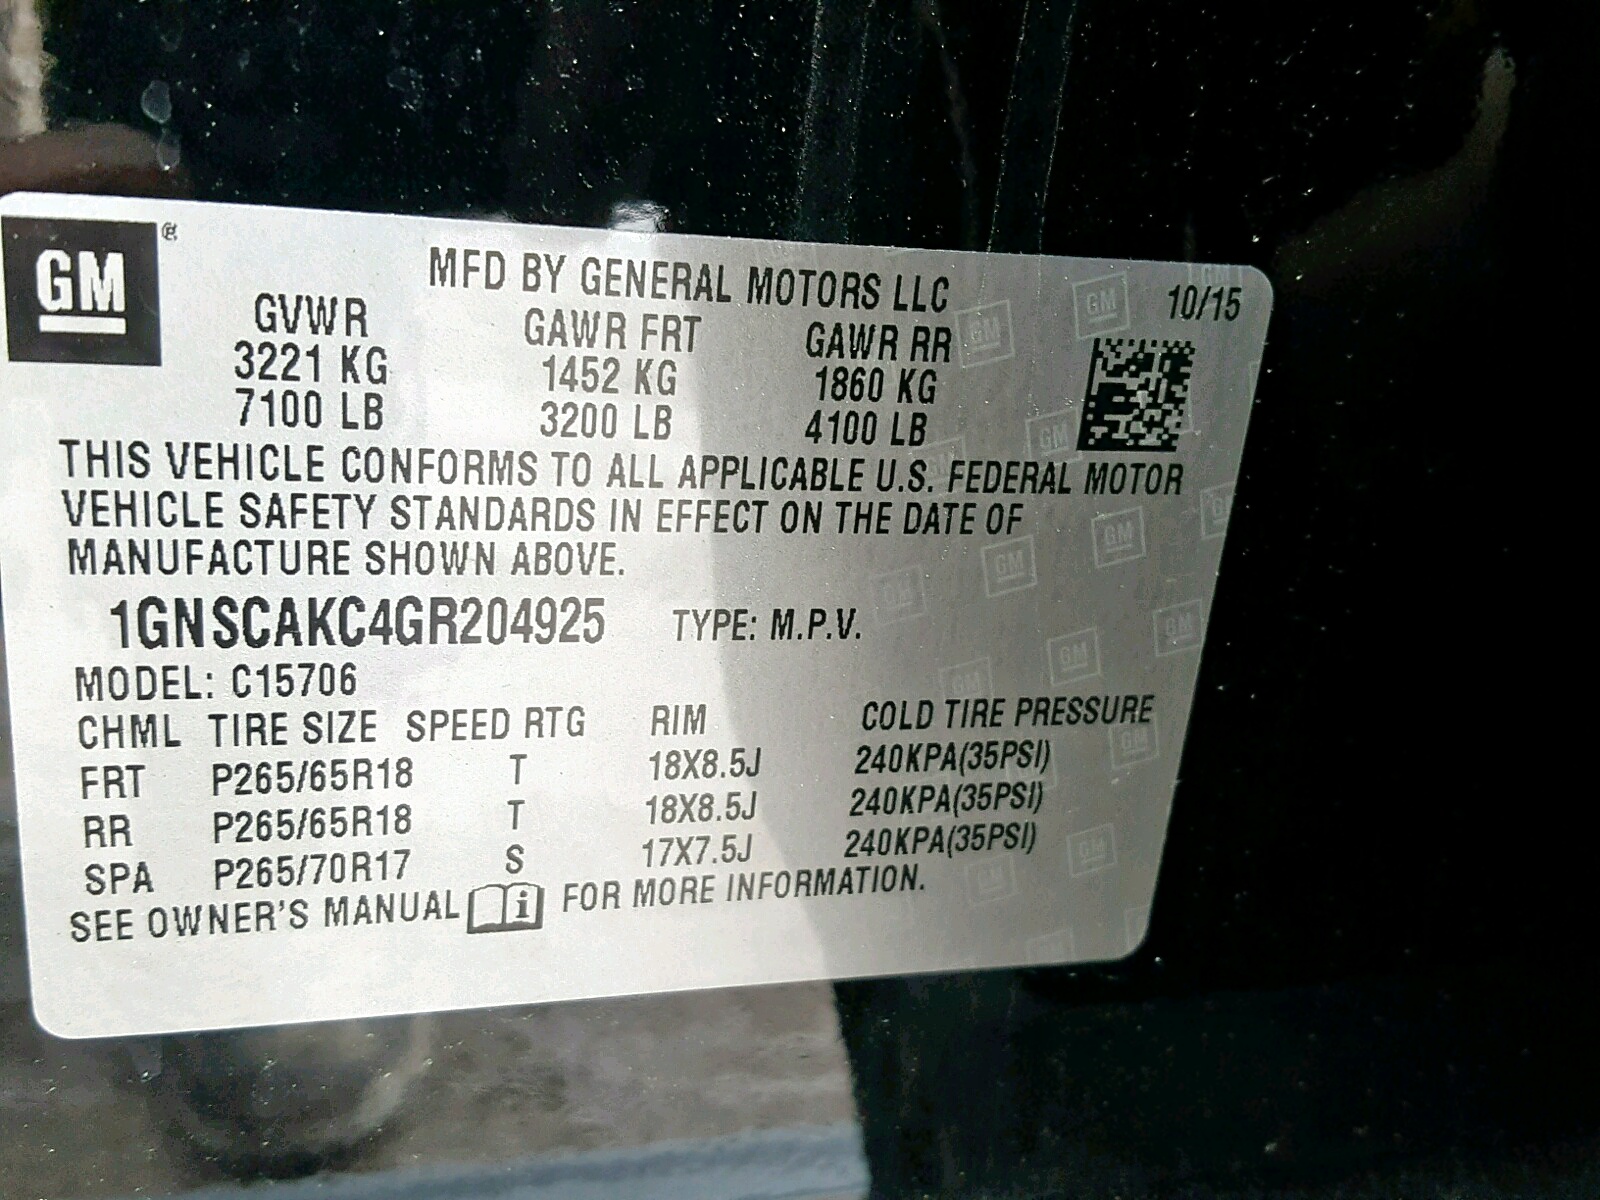 GM ®
MFD BY GENERAL MOTORS LLC 10/15
GVWR GAWR FRT GAWR RR
3221 KG 1452 KG 1860 KG
7100 LB 3200 LB 4100 LB
THIS VEHICLE CONFORMS TO ALL APPLICABLE U.S. FEDERAL MOTOR
VEHICLE SAFETY STANDARDS IN EFFECT ON THE DATE OF
MANUFACTURE SHOWN ABOVE.
1GNSCAKC4GR204925 TYPE: M.P.V.
MODEL: C15706
CHML TIRE SIZE SPEED RTG RIM COLD TIRE PRESSURE
FRT P265/65R18 T 18X8.5J 240KPA(35PSI)
RR P265/65R18 T 18X8.5J 240KPA(35PSI)
SPA P265/70R17 S 17X7.5J 240KPA(35PSI)
SEE OWNER'S MANUAL i FOR MORE INFORMATION.